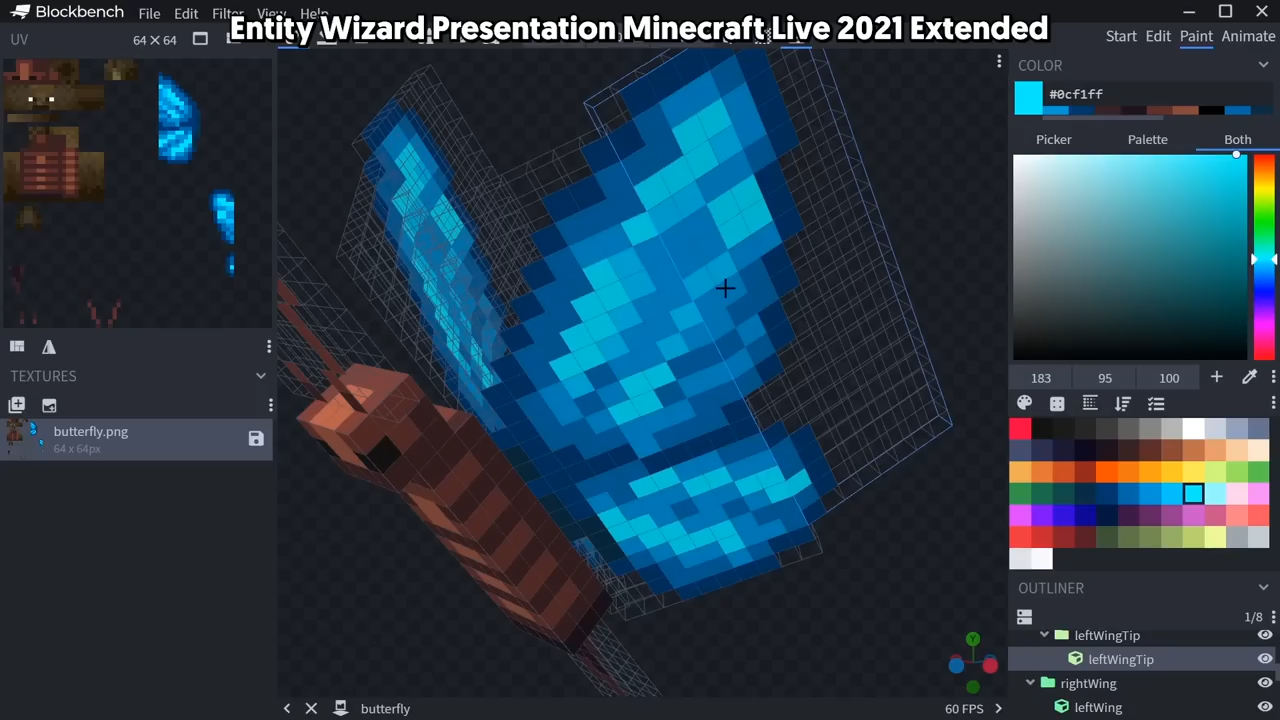 Blockbench
File
Edit
View
Help
Entity Wizard Presentation Minecraft Live 2021 Extended
UV
64 × 64
Start
Edit
Paint
Animate
COLOR
#0cf1ff
Picker
Palette
Both
183
95
100
TEXTURES
butterfly.png
64 x 64px
OUTLINER
1/8
leftWingTip
leftWingTip
rightWing
leftWing
butterfly
60 FPS